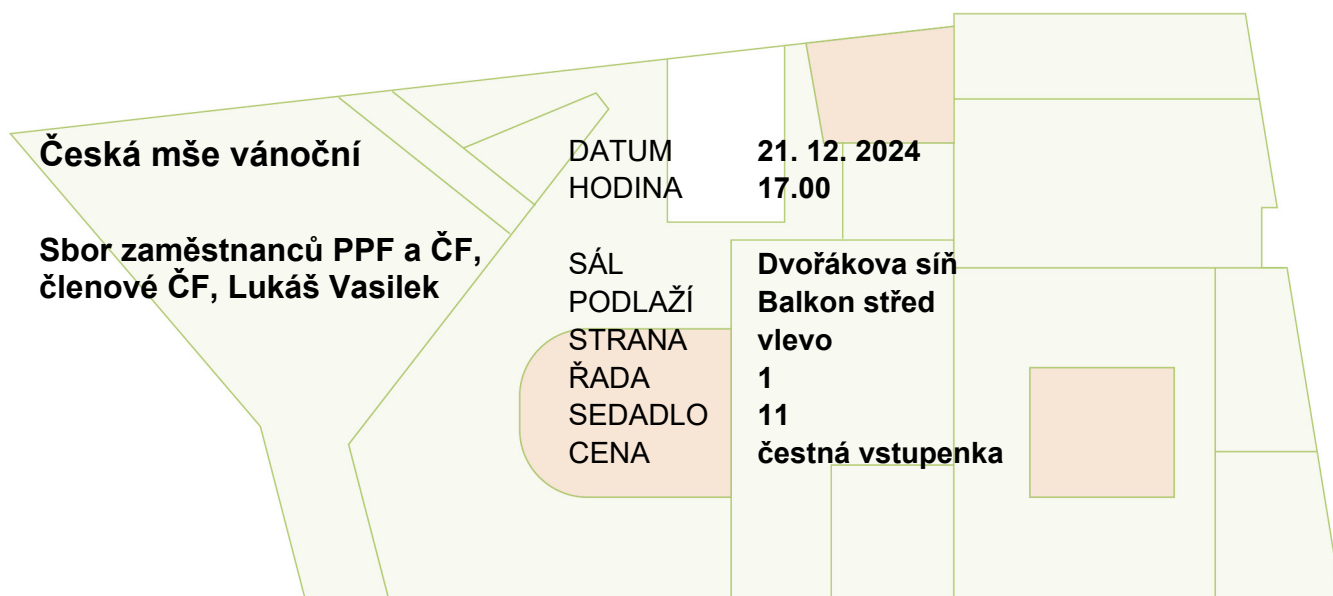 Česká mše vánoční
Sbor zaměstnanců PPF a ČF,
členové ČF, Lukáš Vasilek
DATUM 21. 12. 2024
HODINA 17.00
SÁL Dvořákova síň
PODLAŽÍ Balkon střed
STRANA vlevo
ŘADA 1
SEDADLO 11
CENA čestná vstupenka